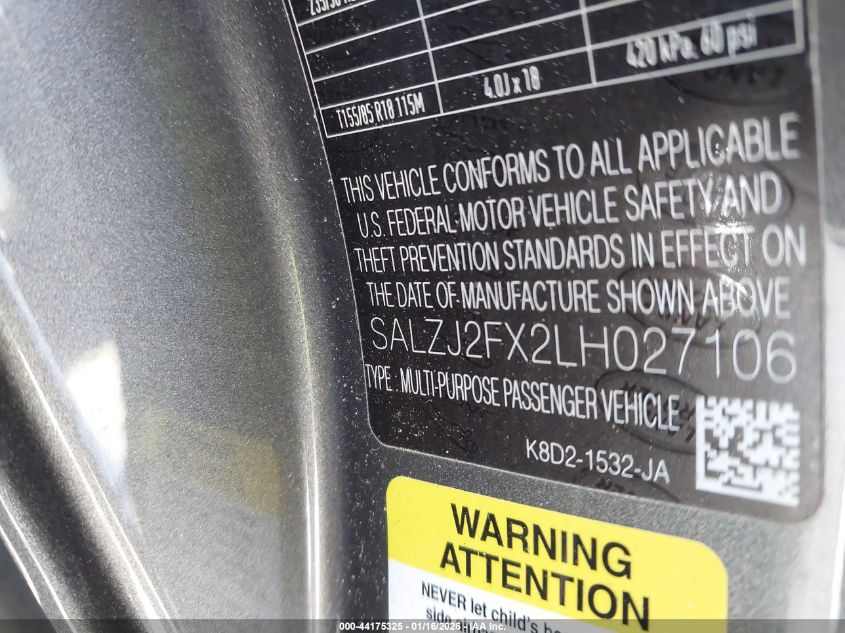 420 kPa, 60 psi
4.0J x 18
T155/85 R18 115M
THIS VEHICLE CONFORMS TO ALL APPLICABLE
U.S. FEDERAL MOTOR VEHICLE SAFETY AND
THEFT PREVENTION STANDARDS IN EFFECT ON
THE DATE OF MANUFACTURE SHOWN ABOVE
SALZJ2FX2LH027106
TYPE: MULTI-PURPOSE PASSENGER VEHICLE
K8D2-1532-JA
WARNING
ATTENTION
NEVER let child's
000-44175325 - 01/16/2026 - IAA